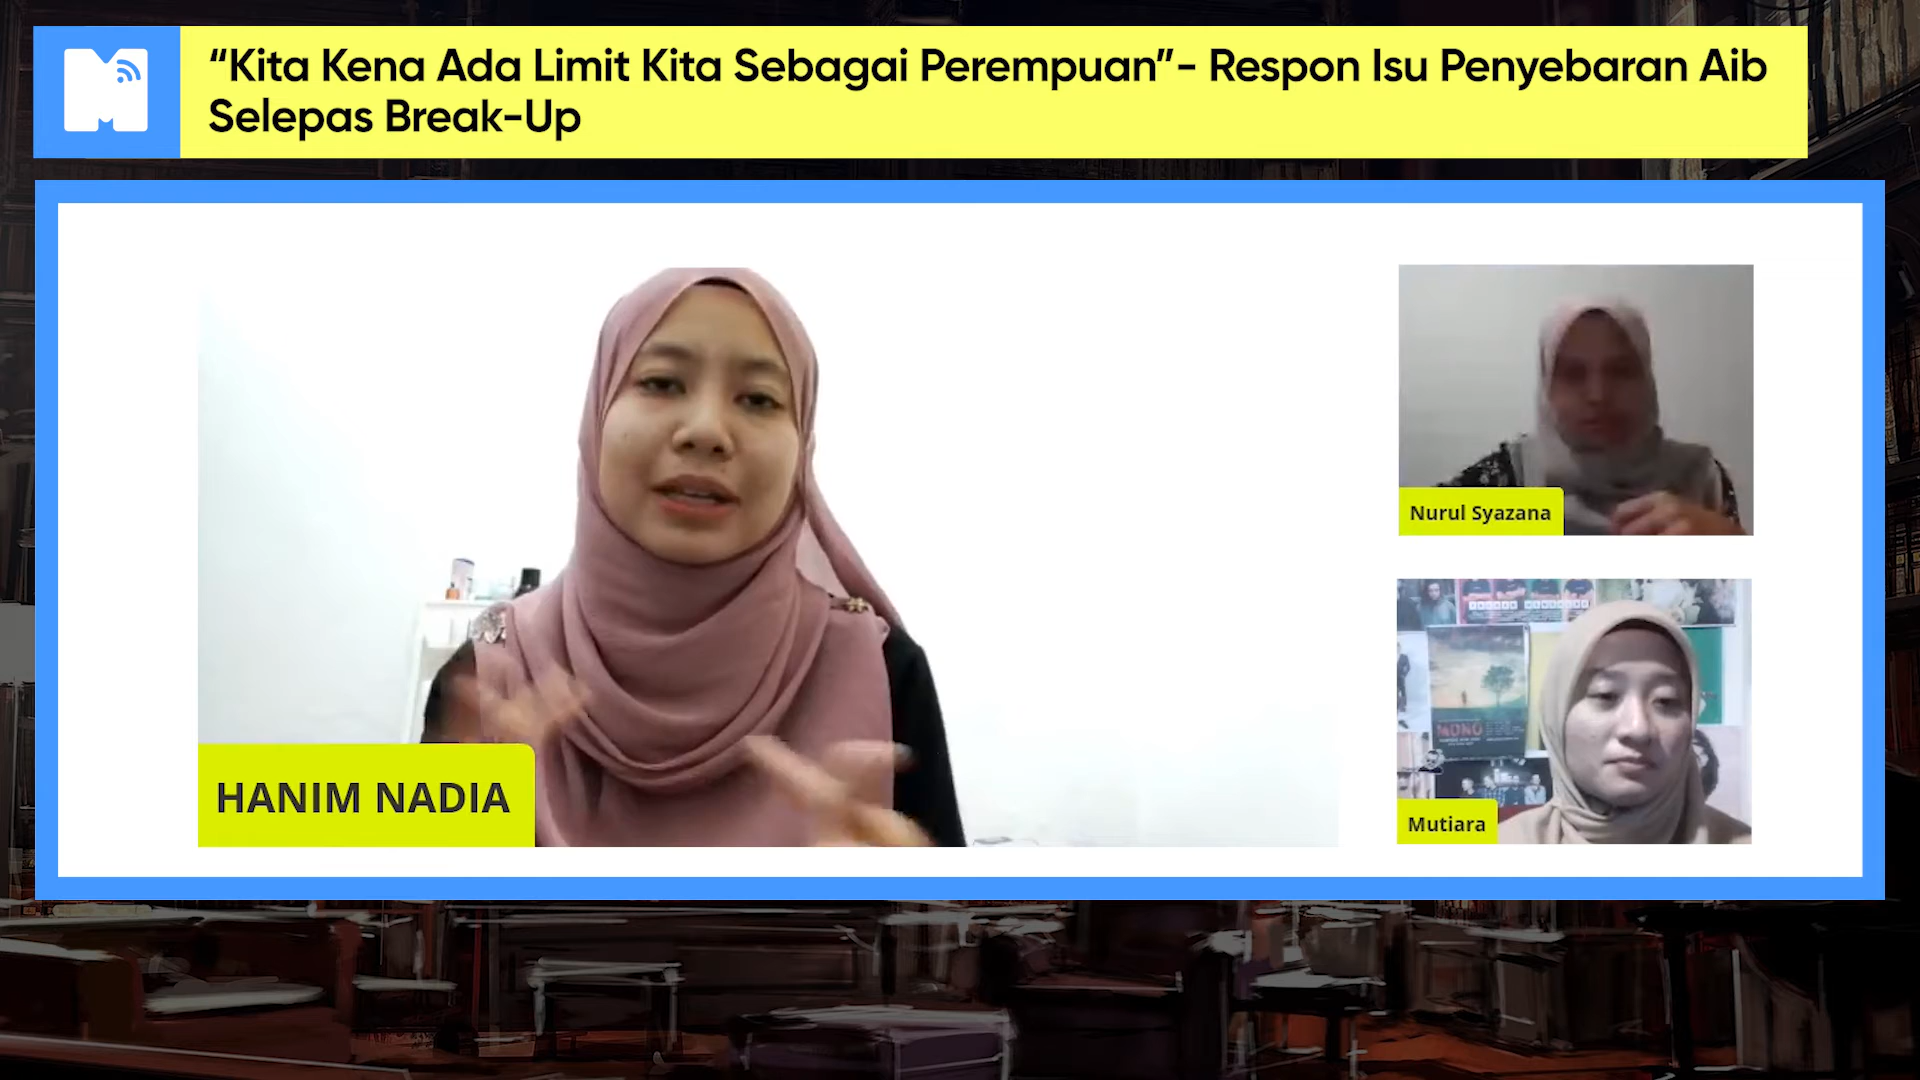 “Kita Kena Ada Limit Kita Sebagai Perempuan”- Respon Isu Penyebaran Aib
Selepas Break-Up
HANIM NADIA
Nurul Syazana
MONO
Mutiara